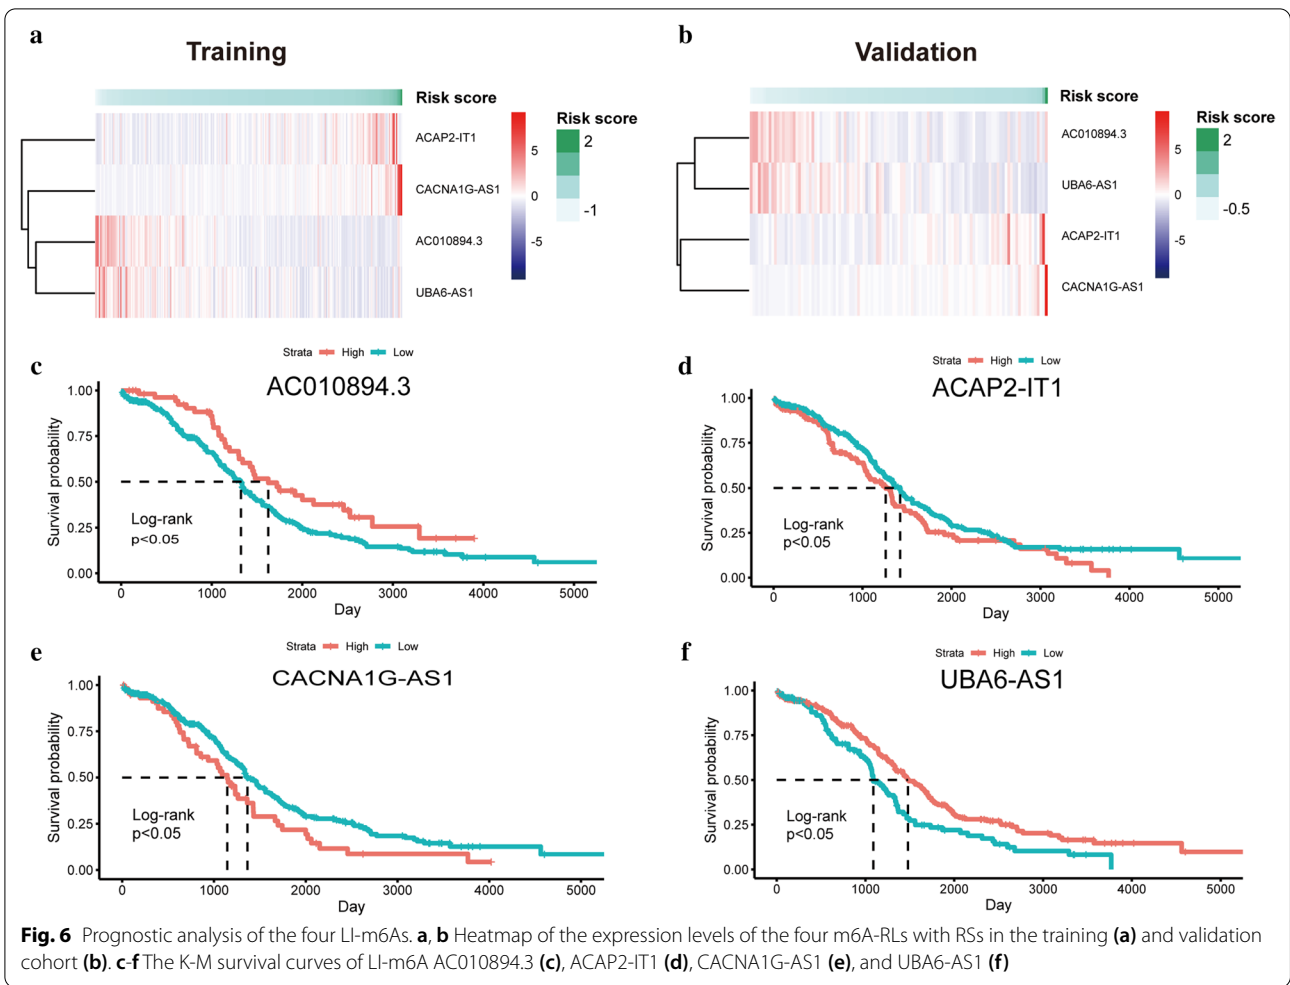 a
Training
Risk score
ACAP2-IT1
CACNA1G-AS1
AC010894.3
UBA6-AS1
5
0
-5
Risk score
2
-1
b
Validation
Risk score
AC010894.3
UBA6-AS1
ACAP2-IT1
CACNA1G-AS1
5
0
-5
Risk score
2
-0.5
c
Strata High Low
AC010894.3
Survival probability
1.00
0.75
0.50
0.25
0.00
Log-rank
p<0.05
0 1000 2000 3000 4000 5000
Day
d
Strata High Low
ACAP2-IT1
Survival probability
1.00
0.75
0.50
0.25
0.00
Log-rank
p<0.05
0 1000 2000 3000 4000 5000
Day
e
Strata High Low
CACNA1G-AS1
Survival probability
1.00
0.75
0.50
0.25
0.00
Log-rank
p<0.05
0 1000 2000 3000 4000 5000
Day
f
Strata High Low
UBA6-AS1
Survival probability
1.00
0.75
0.50
0.25
0.00
Log-rank
p<0.05
0 1000 2000 3000 4000 5000
Day
Fig. 6 Prognostic analysis of the four LI-m6As. a, b Heatmap of the expression levels of the four m6A-RLs with RSs in the training (a) and validation
cohort (b). c-f The K-M survival curves of LI-m6A AC010894.3 (c), ACAP2-IT1 (d), CACNA1G-AS1 (e), and UBA6-AS1 (f)